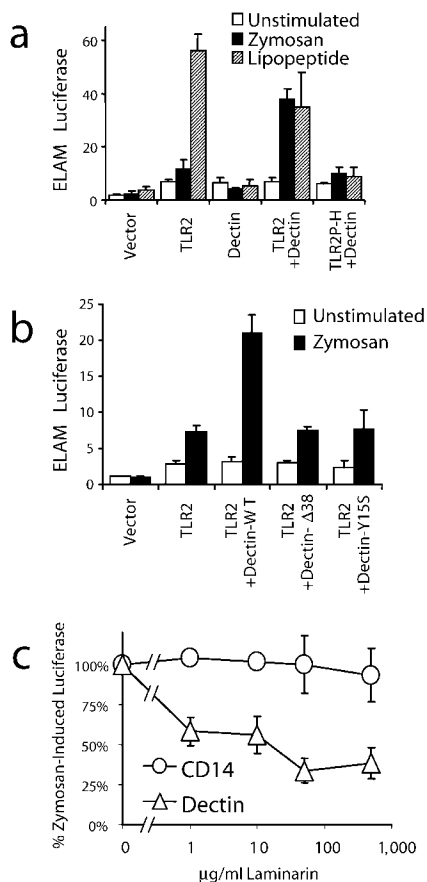 a
Unstimulated
Zymosan
Lipopeptide
ELAM Luciferase
60
40
20
0
Vector
TLR2
Dectin
TLR2
+Dectin
TLR2P-H
+Dectin
b
Unstimulated
Zymosan
ELAM Luciferase
25
20
15
10
5
0
Vector
TLR2
TLR2
+Dectin-W T
TLR2
+Dectin- Δ38
TLR2
+Dectin-Y15S
c
% Zymosan-Induced Luciferase
100%
75%
50%
25%
0%
CD14
Dectin
0 1 10 100 1,000
μg/ml Laminarin